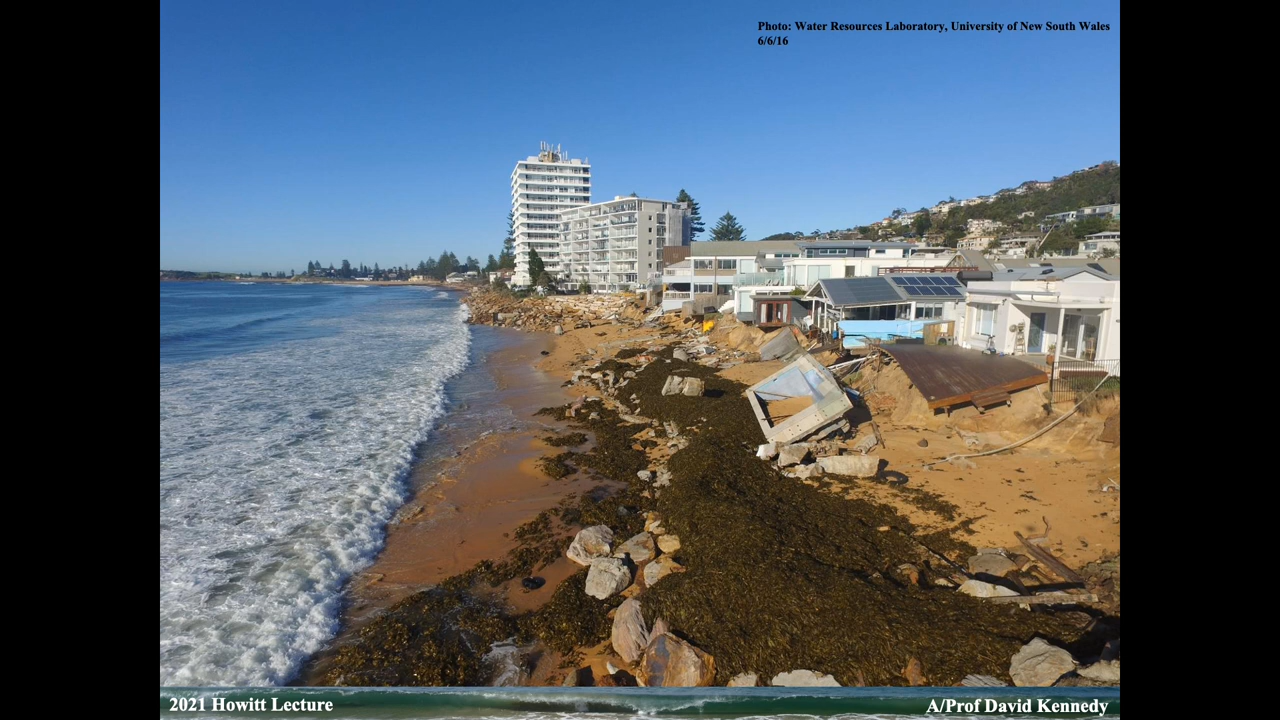 Photo: Water Resources Laboratory, University of New South Wales
6/6/16
2021 Howitt Lecture
A/Prof David Kennedy